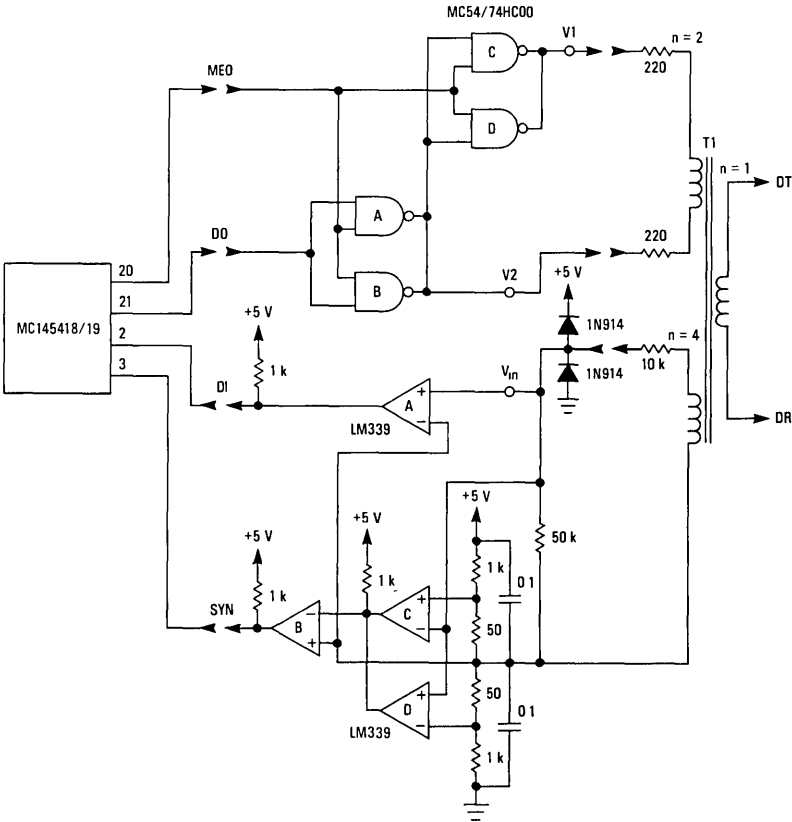 MC54/74HC00
V1
n = 2
C
220
MEO
D
T1
n = 1
DT
A
DO
220
B
V2
20
+5 V
21
MC145418/19
+5 V
1N914
n = 4
2
3
1 k
10 k
1N914
DI
Vin
A
+
−
LM339
DR
+5 V
+5 V
+5 V
50 k
1 k
0 1
1 k
1 k
SYN
C
+
−
B
−
+
50
50
D
+
−
0 1
LM339
1 k